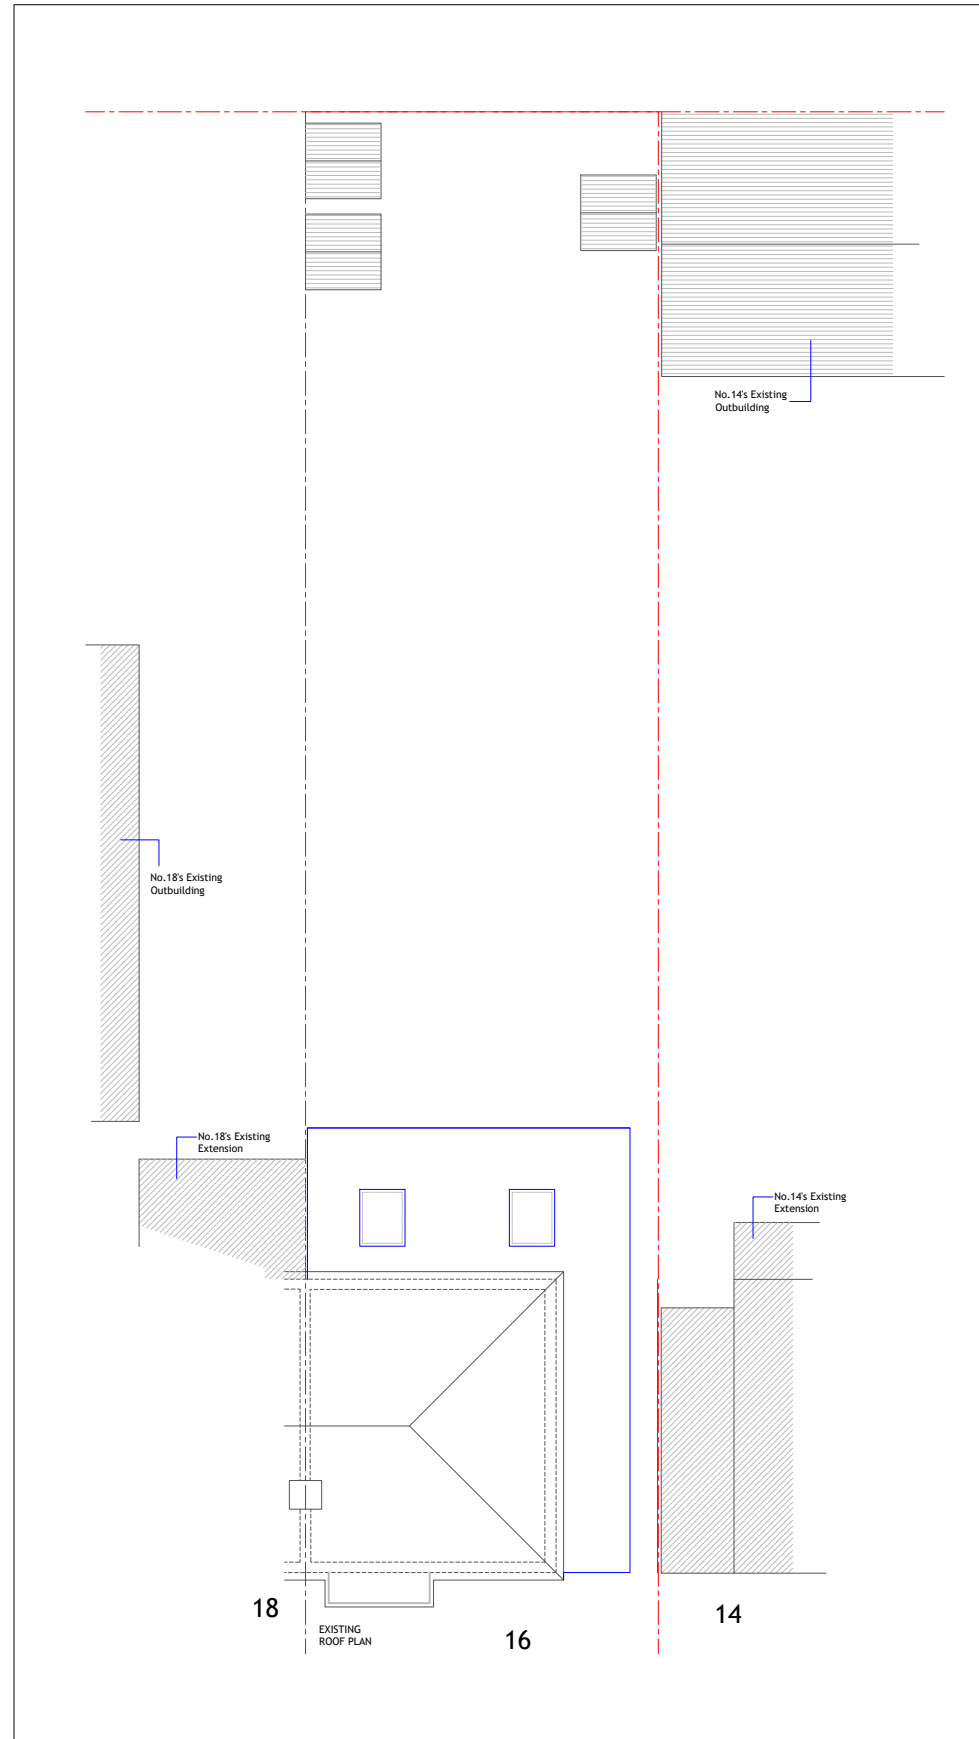 No.14's Existing
Outbuilding
No.18's Existing
Outbuilding
No.18's Existing
Extension
No.14's Existing
Extension
18
EXISTING
ROOF PLAN
16
14